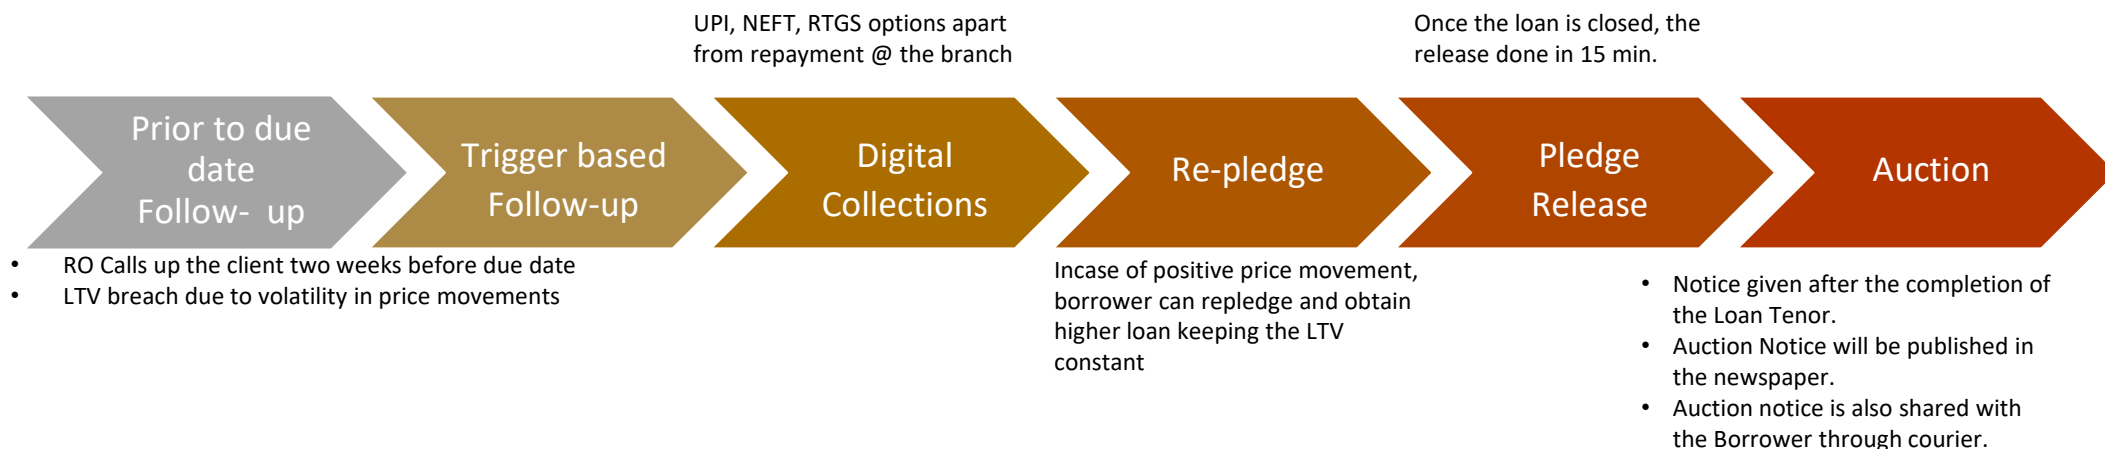 UPI, NEFT, RTGS options apart
from repayment @ the branch
Once the loan is closed, the
release done in 15 min.
Prior to due
date
Follow- up
Trigger based
Follow-up
Digital
Collections
Re-pledge
Pledge
Release
Auction
• RO Calls up the client two weeks before due date
• LTV breach due to volatility in price movements
Incase of positive price movement,
borrower can repledge and obtain
higher loan keeping the LTV
constant
• Notice given after the completion of
the Loan Tenor.
• Auction Notice will be published in
the newspaper.
• Auction notice is also shared with
the Borrower through courier.